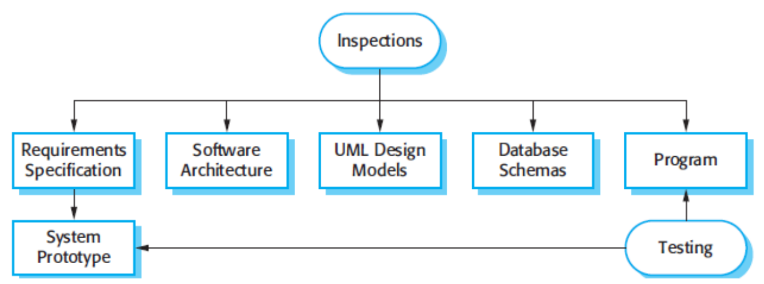 Inspections
Requirements
Specification
Software
Architecture
UML Design
Models
Database
Schemas
Program
System
Prototype
Testing